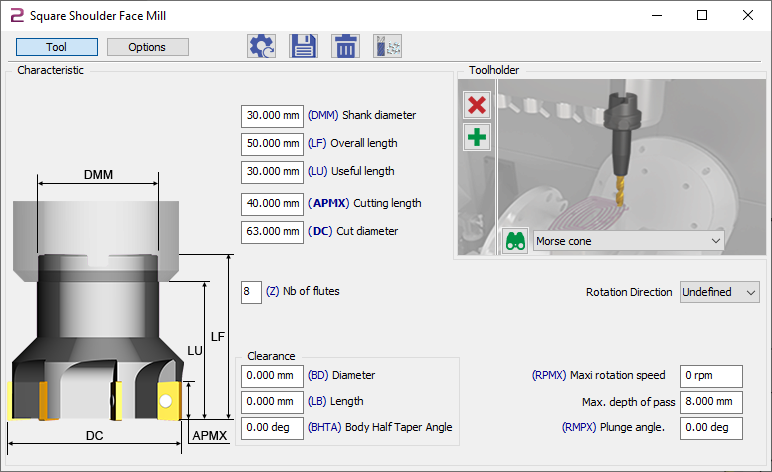 Square Shoulder Face Mill
Tool
Options
Characteristic
30.000 mm (DMM) Shank diameter
50.000 mm (LF) Overall length
30.000 mm (LU) Useful length
40.000 mm (APMX) Cutting length
63.000 mm (DC) Cut diameter
8 (Z) Nb of flutes
DMM
LF
LU
DC
APMX
Clearance
0.000 mm (BD) Diameter
0.000 mm (LB) Length
0.00 deg (BHTA) Body Half Taper Angle
Toolholder
Morse cone
Rotation Direction Undefined
(RPMX) Maxi rotation speed 0 rpm
Max. depth of pass 8.000 mm
(RMPX) Plunge angle. 0.00 deg